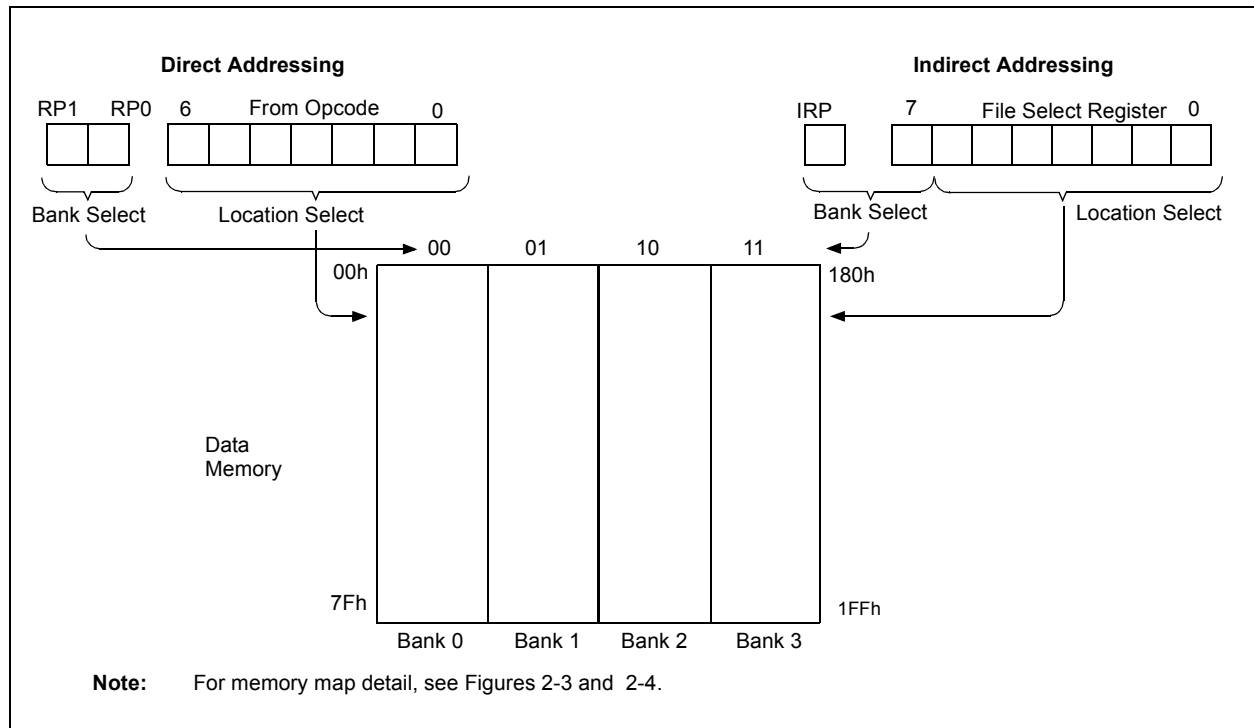 Direct Addressing
Indirect Addressing
RP1 RP0 6 From Opcode 0
IRP 7 File Select Register 0
Bank Select Location Select
Bank Select Location Select
00 01 10 11
00h
180h
Data
Memory
7Fh
1FFh
Bank 0 Bank 1 Bank 2 Bank 3
Note: For memory map detail, see Figures 2-3 and 2-4.